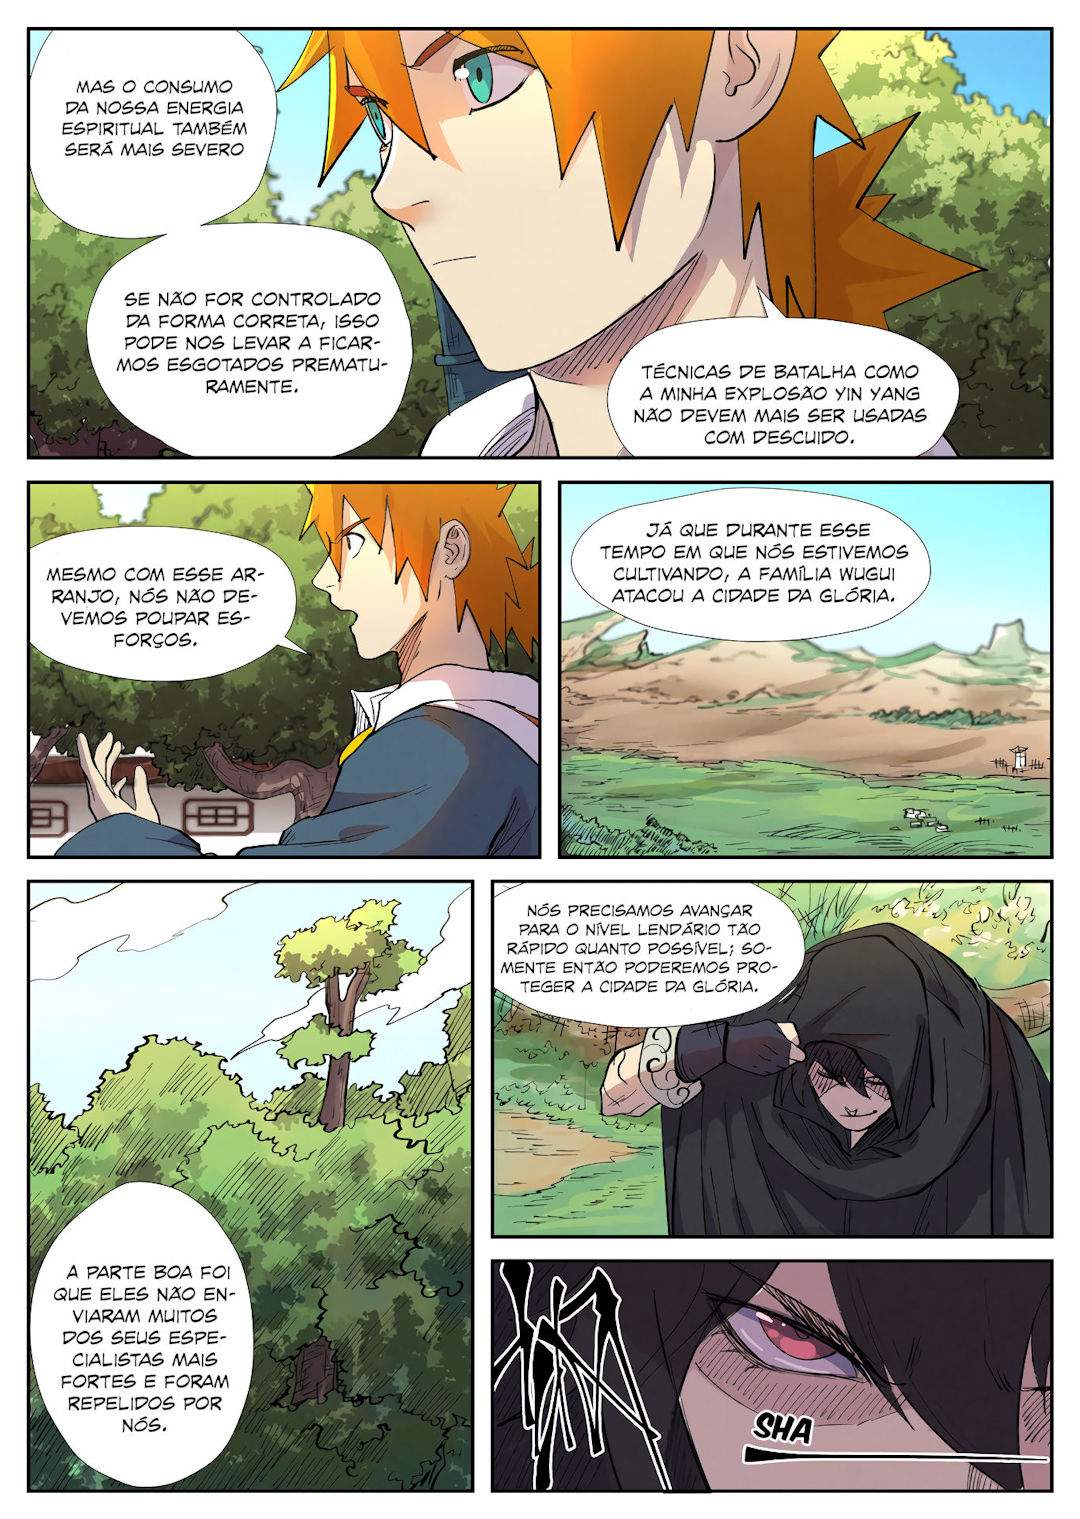 MAS O CONSUMO
DA NOSSA ENERGIA
ESPIRITUAL TAMBÉM
SERÁ MAIS SEVERO
SE NÃO FOR CONTROLADO
DA FORMA CORRETA, ISSO
PODE NOS LEVAR A FICAR-
MOS ESGOTADOS PREMATU-
RAMENTE.
TÉCNICAS DE BATALHA COMO
A MINHA EXPLOSÃO YIN YANG
NÃO DEVEM MAIS SER USADAS
COM DESCUIDO.
MESMO COM ESSE AR-
RANJO, NÓS NÃO DE-
VEMOS POUPAR ES-
FORÇOS.
JÁ QUE DURANTE ESSE
TEMPO EM QUE NÓS ESTIVEMOS
CULTIVANDO, A FAMÍLIA WUGUI
ATACOU A CIDADE DA GLÓRIA.
A PARTE BOA FOI
QUE ELES NÃO EN-
VIARAM MUITOS
DOS SEUS ESPE-
CIALISTAS MAIS
FORTES E FORAM
REPELIDOS POR
NÓS.
NÓS PRECISAMOS AVANÇAR
PARA O NÍVEL LENDÁRIO TÃO
RÁPIDO QUANTO POSSÍVEL; SO-
MENTE ENTÃO PODEREMOS PRO-
TEGER A CIDADE DA GLÓRIA.
SHA